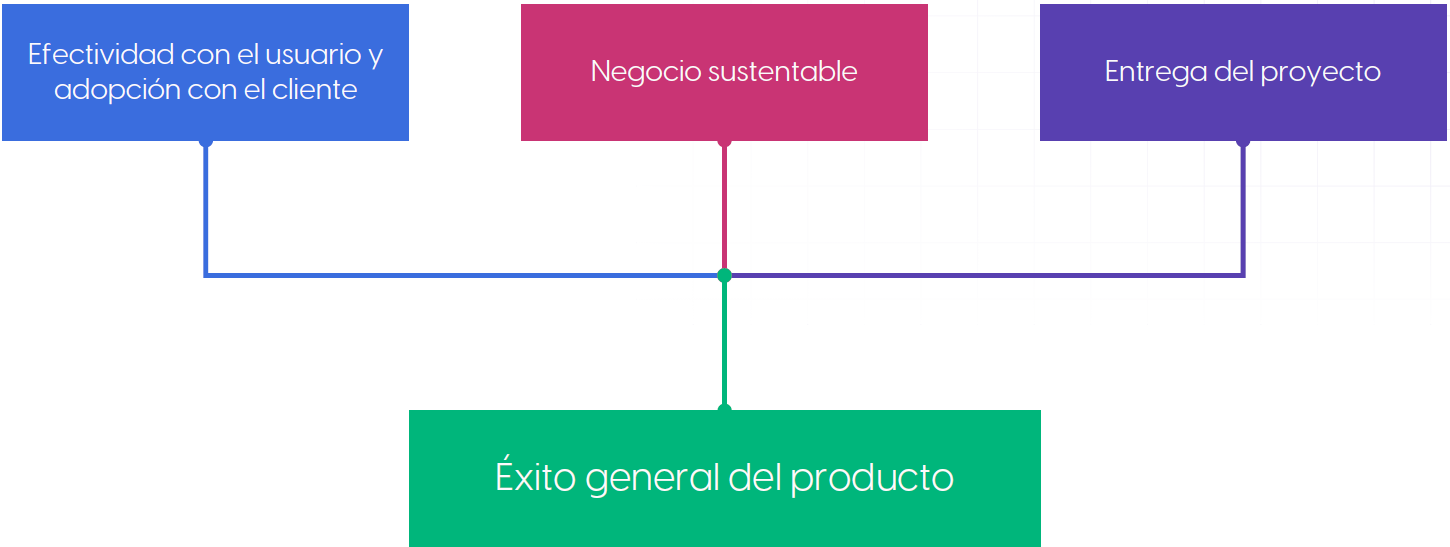 Efectividad con el usuario y
adopción con el cliente
Negocio sustentable
Entrega del proyecto
Éxito general del producto